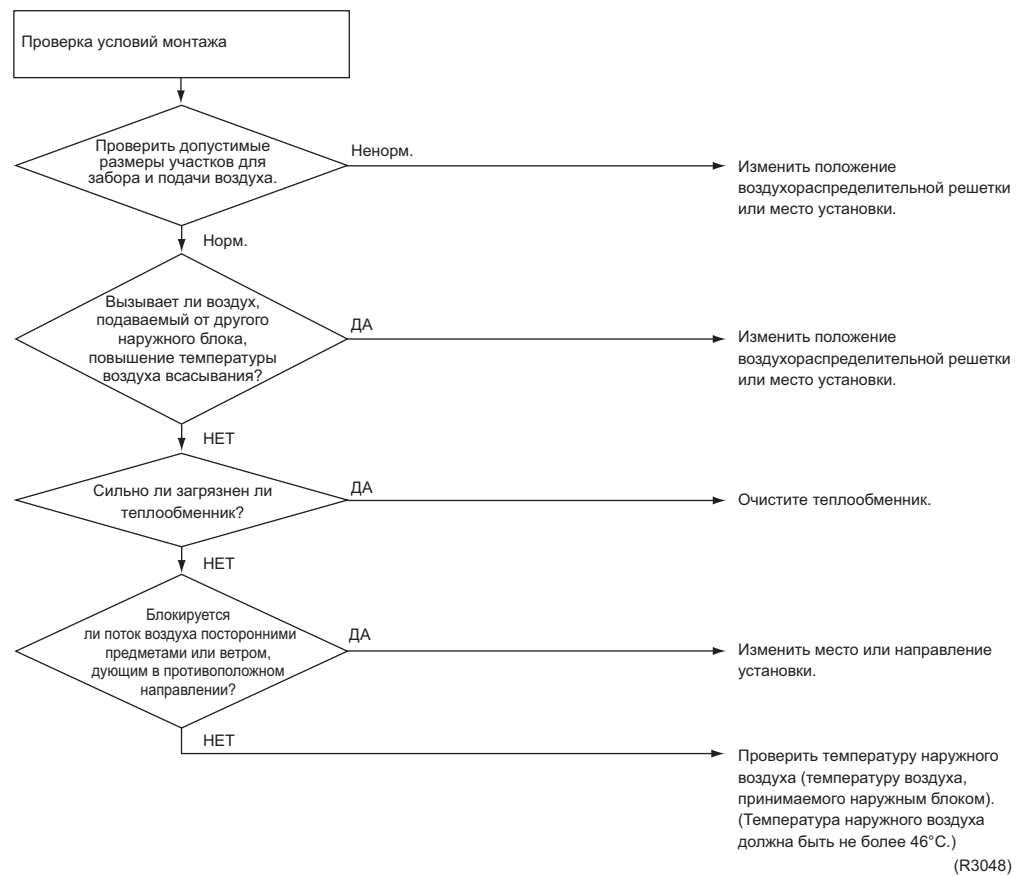 Проверка условий монтажа
Проверить допустимые
размеры участков для
забора и подачи воздуха.
Ненорм.
Изменить положение
воздухораспределительной решетки
или место установки.
Норм.
Вызывает ли воздух,
подаваемый от другого
наружного блока,
повышение температуры
воздуха всасывания?
ДА
Изменить положение
воздухораспределительной решетки
или место установки.
НЕТ
Сильно ли загрязнен ли
теплообменник?
ДА
Очистите теплообменник.
НЕТ
Блокируется
ли поток воздуха посторонними
предметами или ветром,
дующим в противоположном
направлении?
ДА
Изменить место или направление
установки.
НЕТ
Проверить температуру наружного
воздуха (температуру воздуха,
принимаемого наружным блоком).
(Температура наружного воздуха
должна быть не более 46°C.)
(R3048)